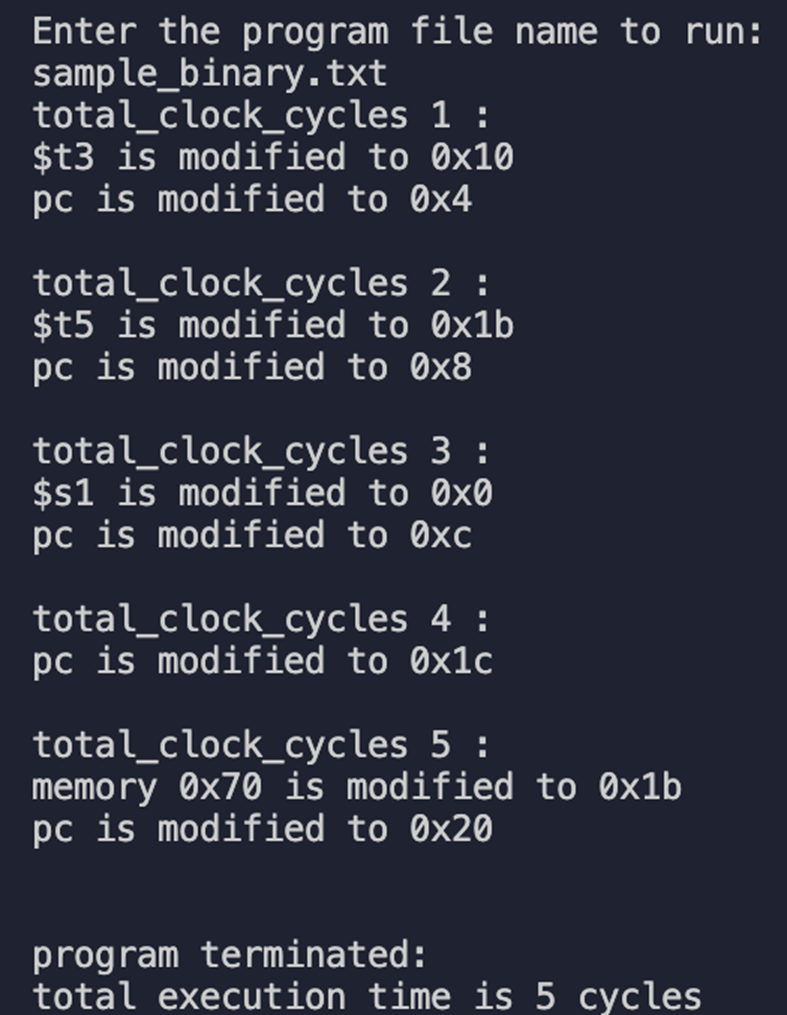 Enter the program file name to run:
sample_binary.txt
total_clock_cycles 1 :
$t3 is modified to 0x10
pc is modified to 0x4
total_clock_cycles 2 :
$t5 is modified to 0x1b
pc is modified to 0x8
total_clock_cycles 3 :
$s1 is modified to 0x0
pc is modified to 0xc
total_clock_cycles 4 :
pc is modified to 0x1c
total_clock_cycles 5 :
memory 0x70 is modified to 0x1b
pc is modified to 0x20
program terminated:
total execution time is 5 cycles